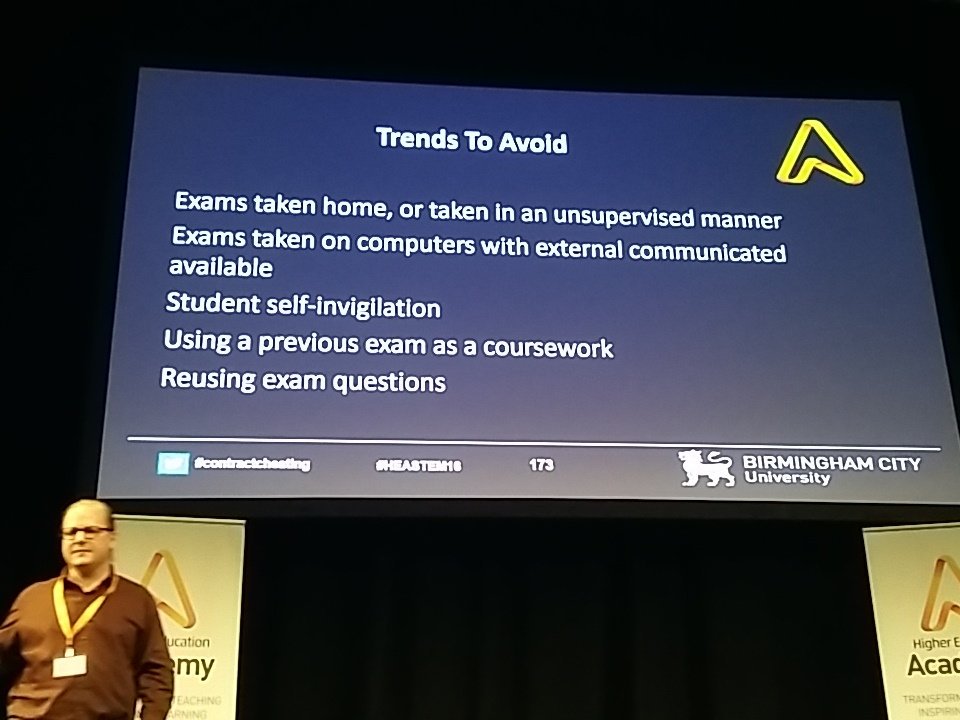 Trends To Avoid
Exams taken home, or taken in an unsupervised manner
Exams taken on computers with external communicated
available
Student self-invigilation
Using a previous exam as a coursework
Reusing exam questions
#contractcheating
#HEASTEM16
173
BIRMINGHAM CITY
University
ucation
emy
TEACHING
ARNING
Higher E
Acad
TRANSFORM
INSPIRIN